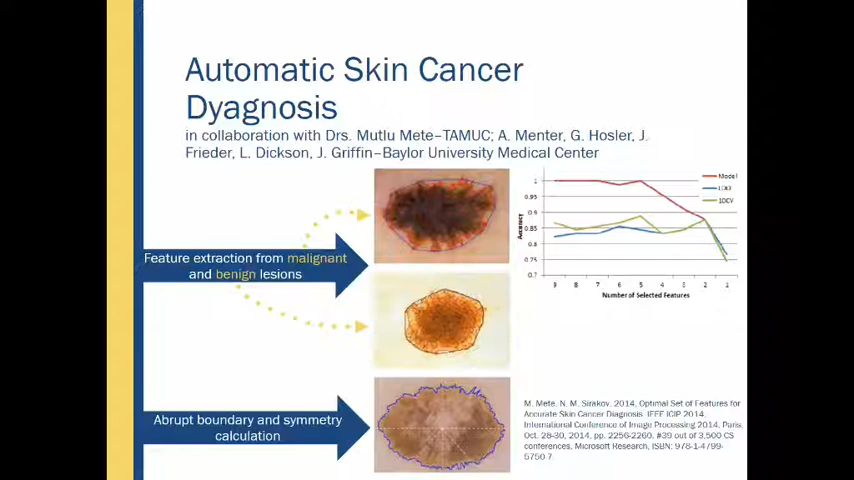 Automatic Skin Cancer
Dyagnosis
in collaboration with Drs. Mutlu Mete–TAMUC; A. Menter, G. Hosler, J.
Frieder, L. Dickson, J. Griffin–Baylor University Medical Center
Feature extraction from malignant
and benign lesions
Abrupt boundary and symmetry
calculation
Model
LOO
10CV
Accuracy
1
0.95
0.9
0.85
0.8
0.75
0.7
9 8 7 6 5 4 3 2 1
Number of Selected Features
M. Mete, N. M. Sirakov, 2014, Optimal Set of Features for
Accurate Skin Cancer Diagnosis. IEEE ICIP 2014.
International Conference of Image Processing 2014, Paris,
Oct. 28-30, 2014, pp. 2256-2260. #39 out of 3,500 CS
conferences, Microsoft Research, ISBN: 978-1-4799-
5750 7